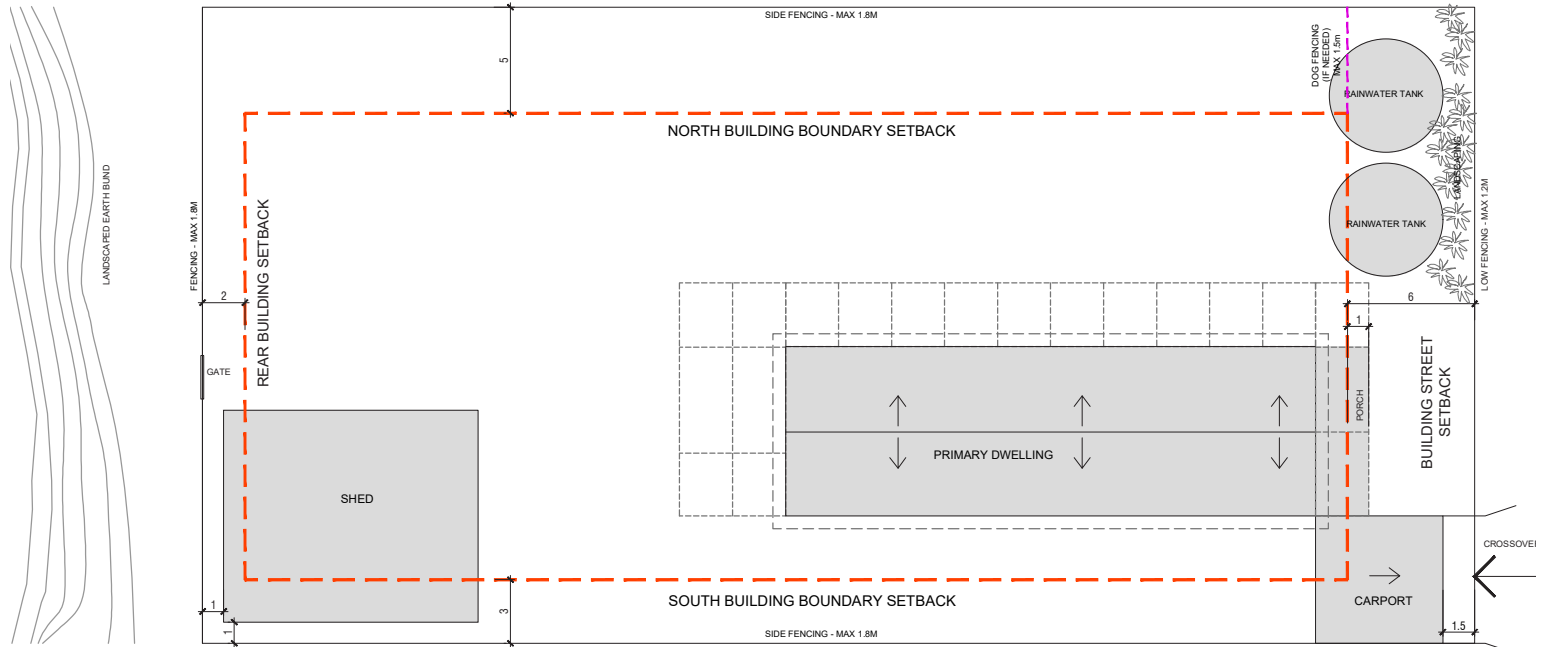 SIDE FENCING - MAX 1.8M
5
DOG FENCING
(IF NEEDED)
MAX 1.5m
RAINWATER TANK
NORTH BUILDING BOUNDARY SETBACK
LANDSCAPED EARTH BUND
FENCING - MAX 1.8M
REAR BUILDING SETBACK
LANDSCAPING
LOW FENCING - MAX 1.2M
RAINWATER TANK
2
6
1
GATE
PORCH
BUILDING STREET
SETBACK
PRIMARY DWELLING
SHED
CROSSOVE
1
1
3
SOUTH BUILDING BOUNDARY SETBACK
CARPORT
1.5
SIDE FENCING - MAX 1.8M